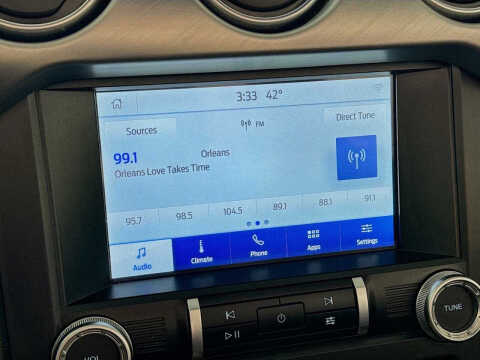 3:33 42°
Sources
FM
Direct Tune
99.1
Orleans
Orleans Love Takes Time
95.7 98.5 104.5 89.1 88.1 91.1
Audio Climate Phone Apps Settings
VOL
TUNE